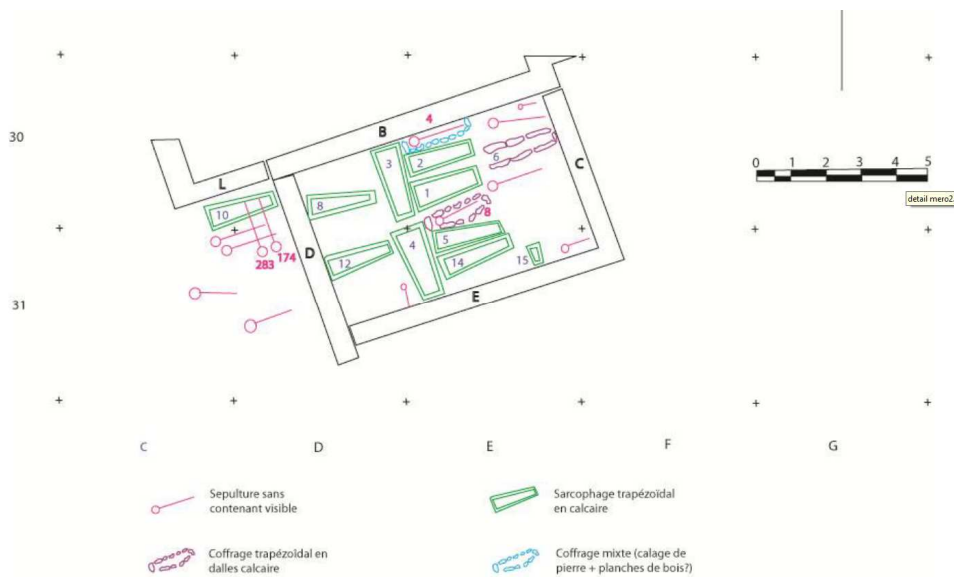 30
31
B
C
D
E
L
4
3
2
1
6
8
8
10
5
4
12
14
15
283
174
0 1 2 3 4 5
detail mero2
C D E F G
Sepulture sans
contenant visible
Sarcophage trapézoïdal
en calcaire
Coffrage trapézoïdal en
dalles calcaire
Coffrage mixte (calage de
pierre + planches de bois?)